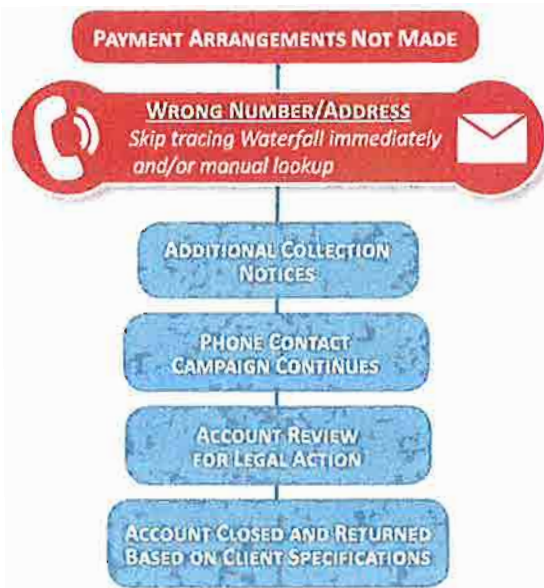 PAYMENT ARRANGEMENTS NOT MADE
WRONG NUMBER/ADDRESS
Skip tracing Waterfall immediately
and/or manual lookup
ADDITIONAL COLLECTION
NOTICES
PHONE CONTACT
CAMPAIGN CONTINUES
ACCOUNT REVIEW
FOR LEGAL ACTION
ACCOUNT CLOSED AND RETURNED
BASED ON CLIENT SPECIFICATIONS